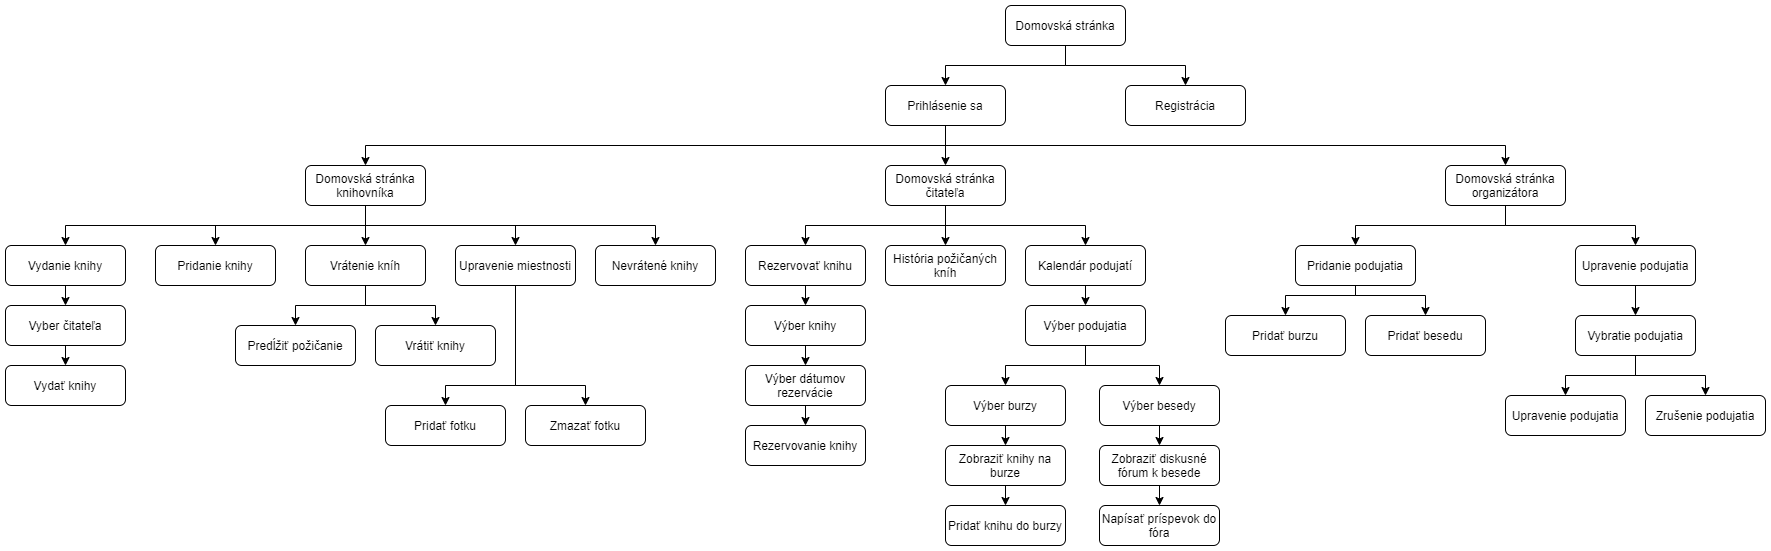 Domovská stránka
Prihlásenie sa
Registrácia
Domovská stránka
knihovníka
Domovská stránka
čitateľa
Domovská stránka
organizátora
Vydanie knihy
Pridanie knihy
Vrátenie kníh
Upravenie miestnosti
Nevrátené knihy
Rezervovať knihu
História požičaných
kníh
Kalendár podujatí
Pridanie podujatia
Upravenie podujatia
Vyber čitateľa
Predĺžiť požičanie
Vrátiť knihy
Výber knihy
Výber podujatia
Pridať burzu
Pridať besedu
Vybratie podujatia
Vydať knihy
Výber dátumov
rezervácie
Pridať fotku
Zmazať fotku
Výber burzy
Výber besedy
Upravenie podujatia
Zrušenie podujatia
Rezervovanie knihy
Zobraziť knihy na
burze
Zobraziť diskusné
fórum k besede
Pridať knihu do burzy
Napísať príspevok do
fóra